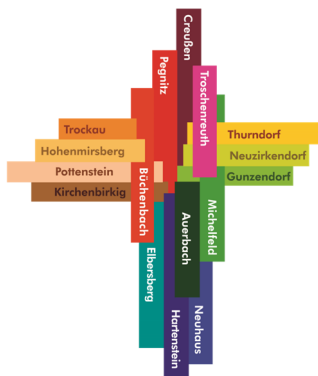 Creußen
Pegnitz
Troschenreuth
Trockau
Thurndorf
Hohenmirsberg
Neuzirkendorf
Pottenstein
Gunzendorf
Kirchenbirkig
Büchenbach
Michelfeld
Auerbach
Elbersberg
Neuhaus
Hartenstein